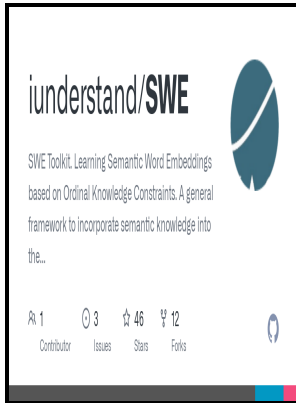 iunderstand/SWE
SWE Toolkit. Learning Semantic Word Embeddings
based on Ordinal Knowledge Constraints. A general
framework to incorporate semantic knowledge into
the...
1 3 46 12
Contributor Issues Stars Forks